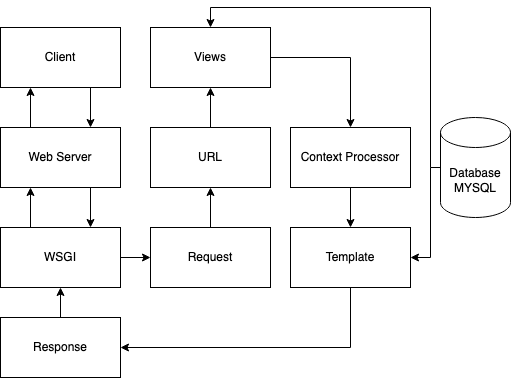 Client
Views
Web Server
URL
Context Processor
Database
MYSQL
WSGI
Request
Template
Response